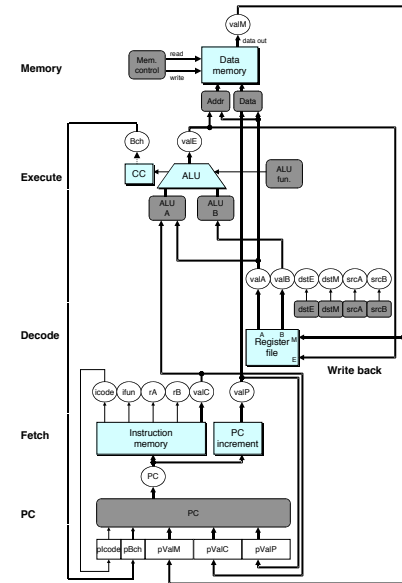 valM
data out
Memory
Mem.
control
read
write
Data
memory
Addr
Data
Bch
valE
Execute
CC
ALU
ALU
fun.
ALU
A
ALU
B
valA
valB
dstE
dstM
srcA
srcB
dstE
dstM
srcA
srcB
A
B
M
Register
file
E
Decode
Write back
icode
ifun
rA
rB
valC
valP
Fetch
Instruction
memory
PC
increment
PC
PC
PC
pIcode
pBch
pValM
pValC
pValP